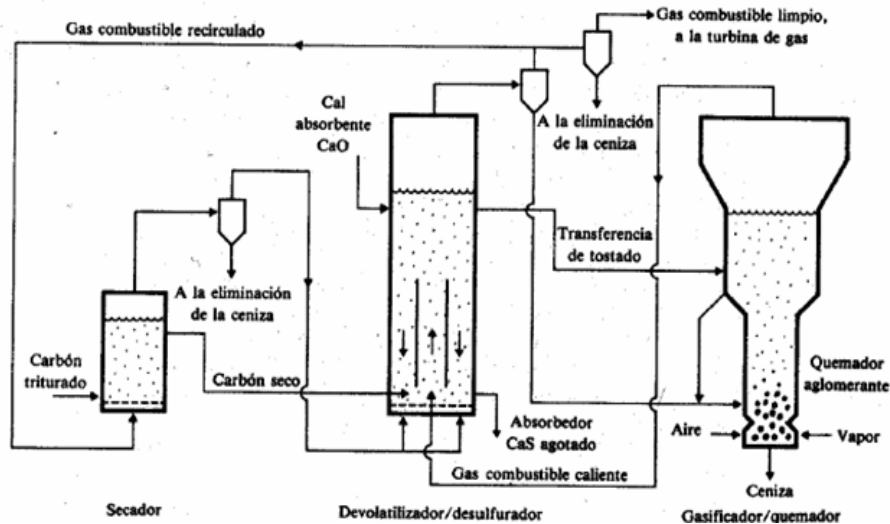 Gas combustible recirculado
Gas combustible limpio,
a la turbina de gas
Cal
absorbente
CaO
A la eliminación
de la ceniza
Transferencia
de tostado
A la eliminación
de la ceniza
Carbón
triturado
Carbón seco
Quemador
aglomerante
Absorbedor
CaS agotado
Aire
Vapor
Gas combustible caliente
Ceniza
Secador
Devolatilizador/desulfurador
Gasificador/quemador